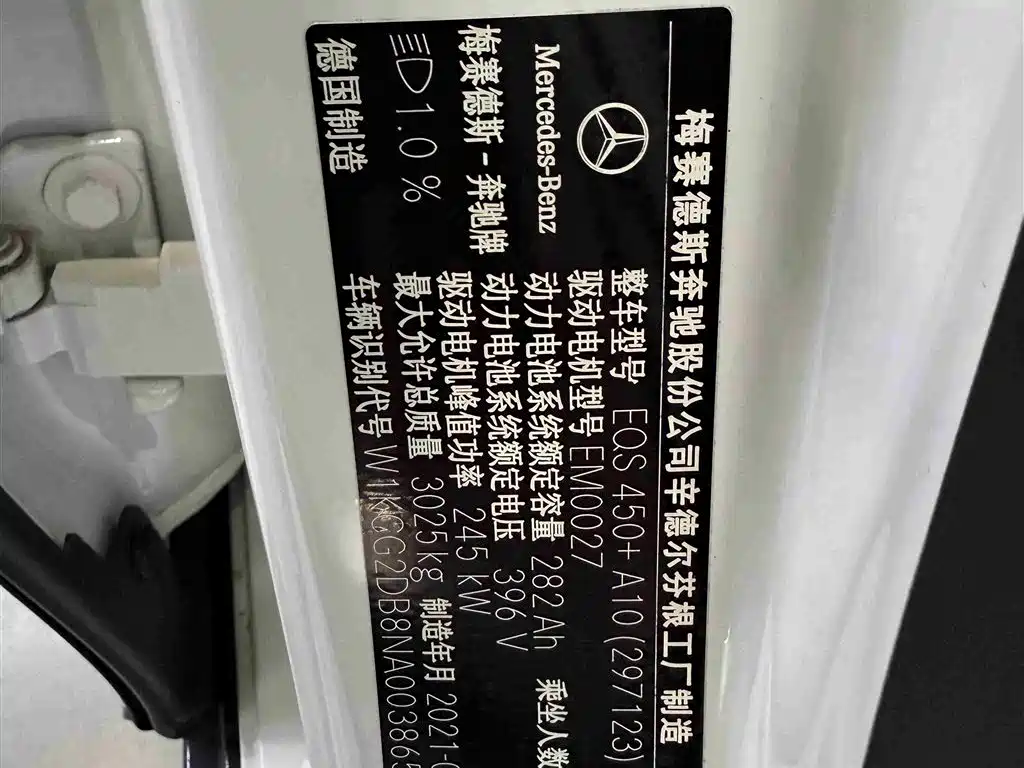 梅赛德斯奔驰股份公司辛德尔芬根工厂制造
Mercedes-Benz
梅赛德斯-奔驰牌
1.0 %
德国制造
整车型号 EQS 450+ A10 (297123)
驱动电机型号 EM0027
动力电池系统额定容量 282Ah 乘坐人数
动力电池系统额定电压 396 V
驱动电机峰值功率 245 kW
最大允许总质量 3025kg 制造年月 2021-
车辆识别代号 W1KCG2DB8NA00386